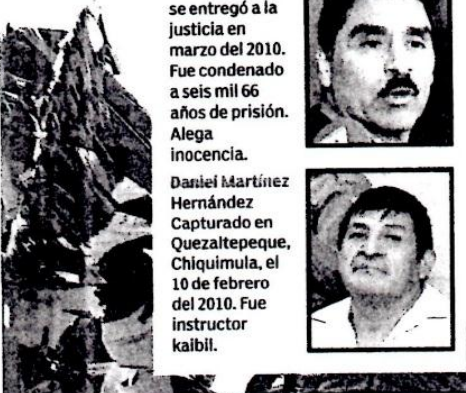 se entregó a la
justicia en
marzo del 2010.
Fue condenado
a seis mil 66
años de prisión.
Alega
inocencia.
Daniel Martínez
Hernández
Capturado en
Quezaltepeque,
Chiquimula, el
10 de febrero
del 2010. Fue
instructor
kaibil.